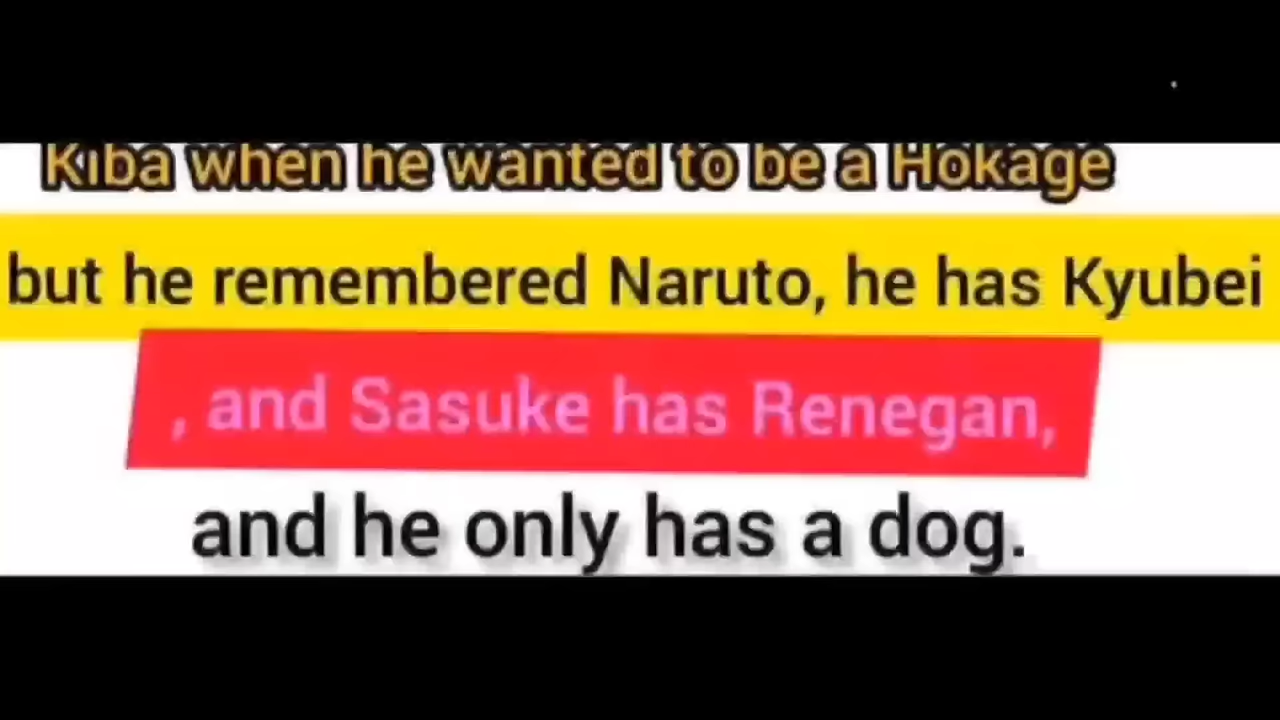 Kiba when he wanted to be a Hokage
but he remembered Naruto, he has Kyubei
, and Sasuke has Renegan,
and he only has a dog.